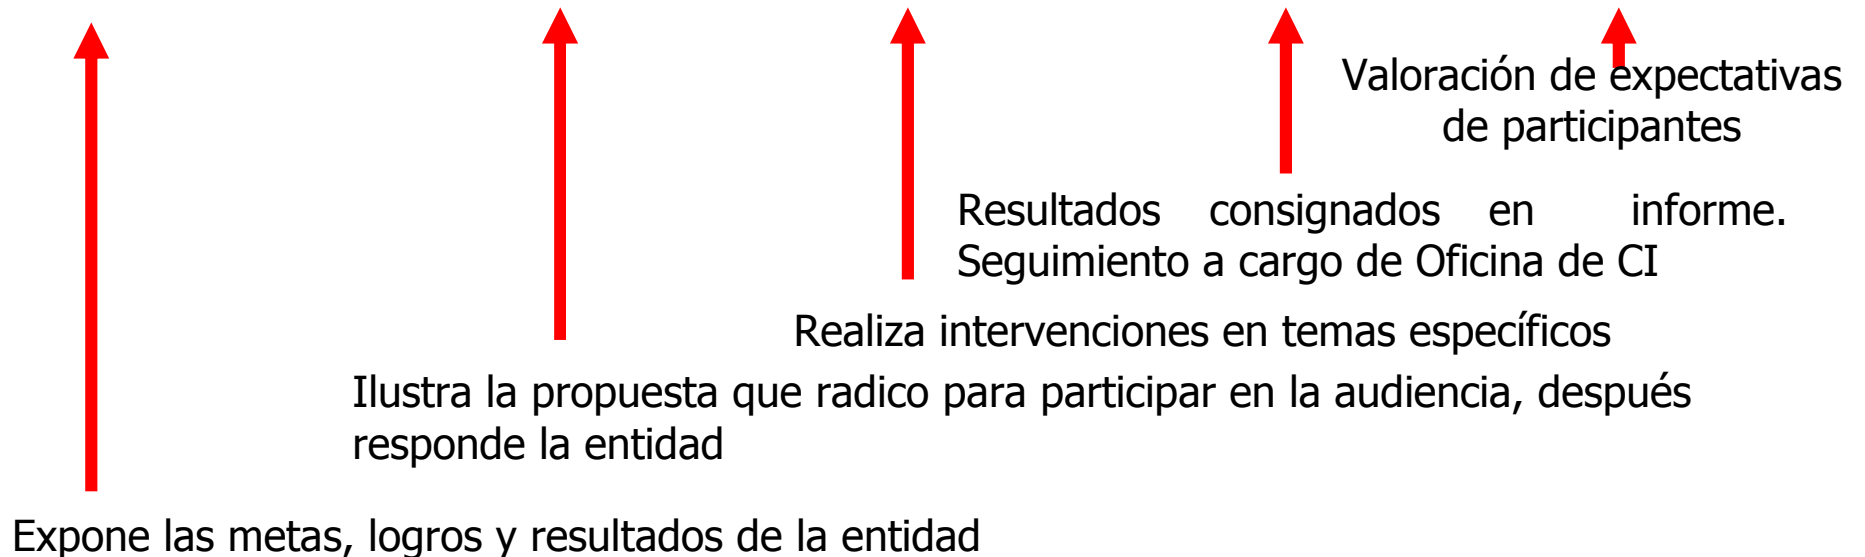 Valoración de expectativas
de participantes
Resultados consignados en informe.
Seguimiento a cargo de Oficina de CI
Realiza intervenciones en temas específicos
Ilustra la propuesta que radico para participar en la audiencia, después
responde la entidad
Expone las metas, logros y resultados de la entidad